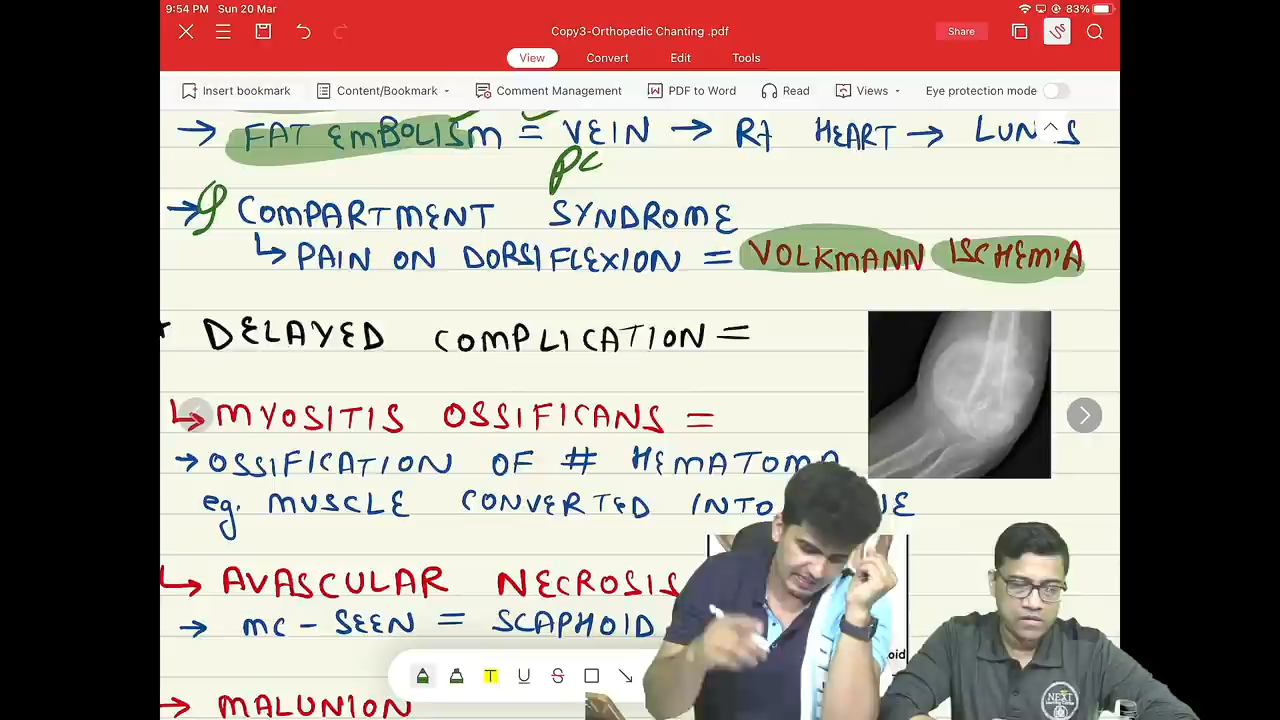 9:54 PM Sun 20 Mar
83%
Copy3-Orthopedic Chanting .pdf
Share
View Convert Edit Tools
Insert bookmark Content/Bookmark Comment Management PDF to Word Read Views Eye protection mode
→ FAT EMBOLISM = VEIN → RA HEART →
→ COMPARTMENT SYNDROME
↳ PAIN ON DORSIFLEXION = VOLKMANN ISCHEMIA
DELAYED COMPLICATION =
↳ MYOSITIS OSSIFICANS =
→ OSSIFICATION OF # HEMATOMA
eg. MUSCLE CONVERTED INTO
↳ AVASCULAR NECROSIS
→ MC - SEEN = SCAPHOID
oid
→ MALUNION
NEXT